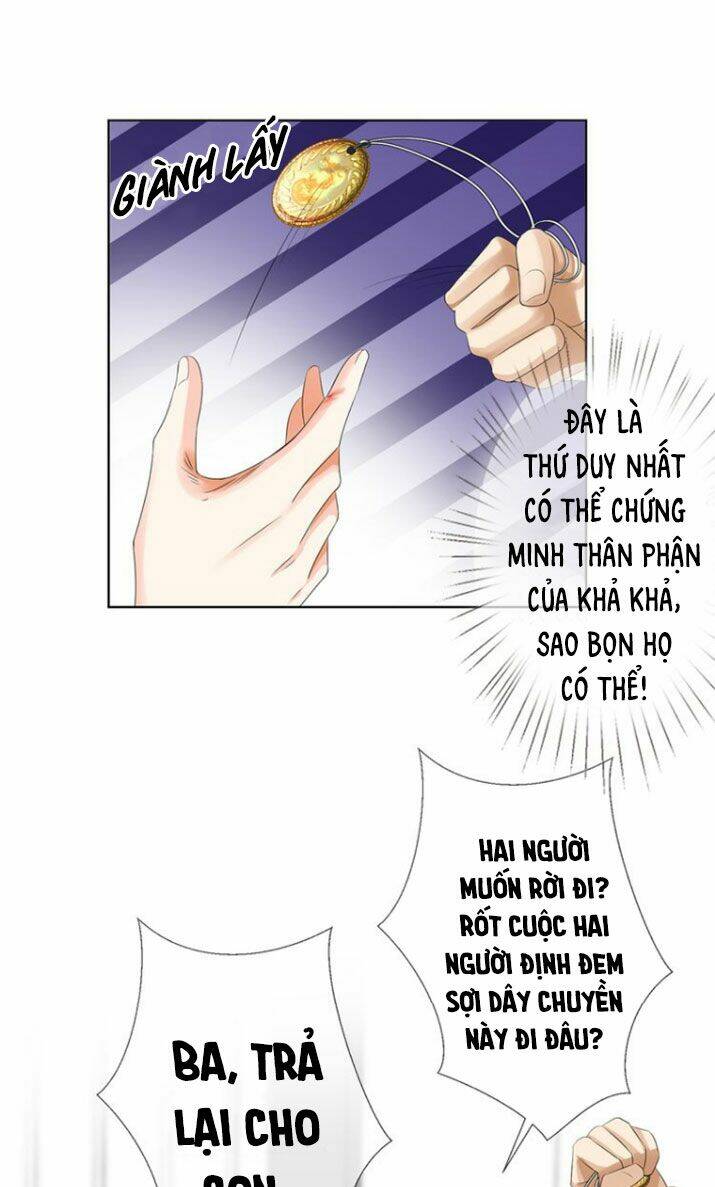 GIÀNH LẤY
ĐÂY LÀ
THỨ DUY NHẤT
CÓ THỂ CHỨNG
MINH THÂN PHẬN
CỦA KHẢ KHẢ,
SAO BỌN HỌ
CÓ THỂ!
HAI NGƯỜI
MUỐN RỜI ĐI?
RỐT CUỘC HAI
NGƯỜI ĐỊNH ĐEM
SỢI DÂY CHUYỀN
NÀY ĐI ĐÂU?
BA, TRẢ
LẠI CHO
CON